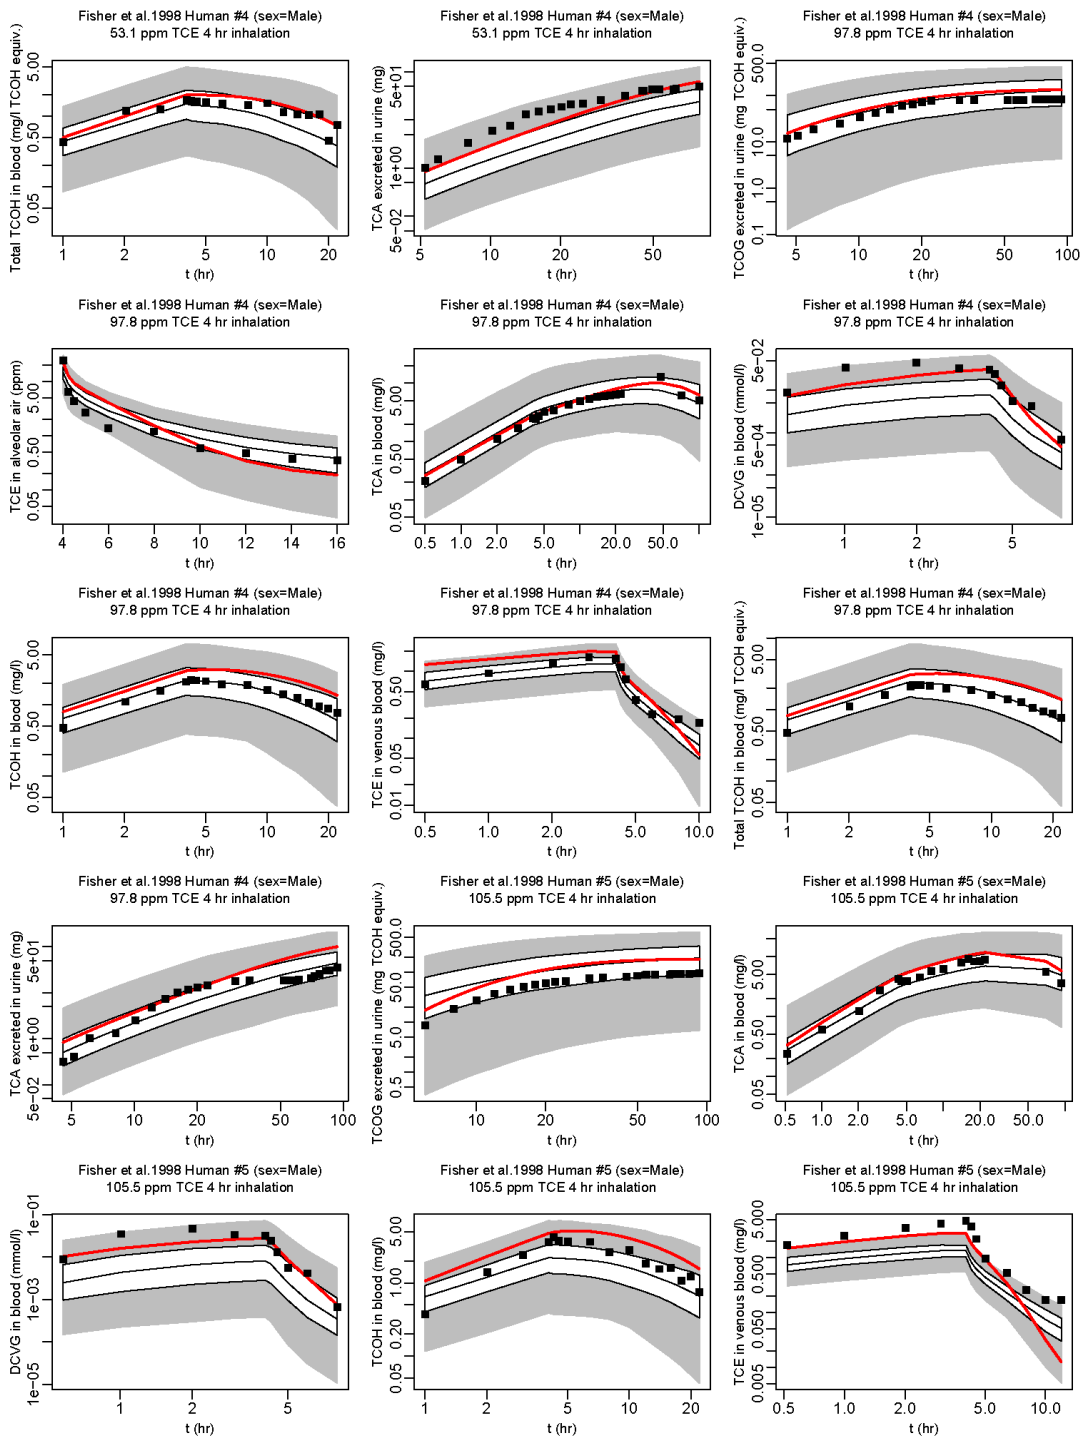 Fisher et al.1998 Human #4 (sex=Male)
53.1 ppm TCE 4 hr inhalation
Total TCOH in blood (mg/l TCOH equiv.)
0.05 0.50 5.00
1 2 5 10 20
t (hr)
Fisher et al.1998 Human #4 (sex=Male)
53.1 ppm TCE 4 hr inhalation
TCA excreted in urine (mg)
5e−02 1e+00 5e+01
5 10 20 50
t (hr)
Fisher et al.1998 Human #4 (sex=Male)
97.8 ppm TCE 4 hr inhalation
TCOG excreted in urine (mg TCOH equiv.)
0.1 1.0 10.0 500.0
5 10 20 50 100
t (hr)
Fisher et al.1998 Human #4 (sex=Male)
97.8 ppm TCE 4 hr inhalation
TCE in alveolar air (ppm)
0.05 0.50 5.00
4 6 8 10 12 14 16
t (hr)
Fisher et al.1998 Human #4 (sex=Male)
97.8 ppm TCE 4 hr inhalation
TCA in blood (mg/l)
0.05 0.50 5.00
0.5 1.0 2.0 5.0 20.0 50.0
t (hr)
Fisher et al.1998 Human #4 (sex=Male)
97.8 ppm TCE 4 hr inhalation
DCVG in blood (mmol/l)
1e−05 5e−04 5e−02
1 2 5
t (hr)
Fisher et al.1998 Human #4 (sex=Male)
97.8 ppm TCE 4 hr inhalation
TCOH in blood (mg/l)
0.05 0.50 5.00
1 2 5 10 20
t (hr)
Fisher et al.1998 Human #4 (sex=Male)
97.8 ppm TCE 4 hr inhalation
TCE in venous blood (mg/l)
0.01 0.05 0.50
0.5 1.0 2.0 5.0 10.0
t (hr)
Fisher et al.1998 Human #4 (sex=Male)
97.8 ppm TCE 4 hr inhalation
Total TCOH in blood (mg/l TCOH equiv.)
0.05 0.50 5.00
1 2 5 10 20
t (hr)
Fisher et al.1998 Human #4 (sex=Male)
97.8 ppm TCE 4 hr inhalation
TCA excreted in urine (mg)
5e−02 1e+00 5e+01
5 10 20 50 100
t (hr)
Fisher et al.1998 Human #5 (sex=Male)
105.5 ppm TCE 4 hr inhalation
TCOG excreted in urine (mg TCOH equiv.)
0.5 5.0 50.0 500.0
10 20 50 100
t (hr)
Fisher et al.1998 Human #5 (sex=Male)
105.5 ppm TCE 4 hr inhalation
TCA in blood (mg/l)
0.05 0.50 5.00
0.5 1.0 2.0 5.0 20.0 50.0
t (hr)
Fisher et al.1998 Human #5 (sex=Male)
105.5 ppm TCE 4 hr inhalation
DCVG in blood (mmol/l)
1e−05 1e−03 1e−01
1 2 5
t (hr)
Fisher et al.1998 Human #5 (sex=Male)
105.5 ppm TCE 4 hr inhalation
TCOH in blood (mg/l)
0.05 0.20 1.00 5.00
1 2 5 10 20
t (hr)
Fisher et al.1998 Human #5 (sex=Male)
105.5 ppm TCE 4 hr inhalation
TCE in venous blood (mg/l)
0.005 0.050 0.500 5.000
0.5 1.0 2.0 5.0 10.0
t (hr)